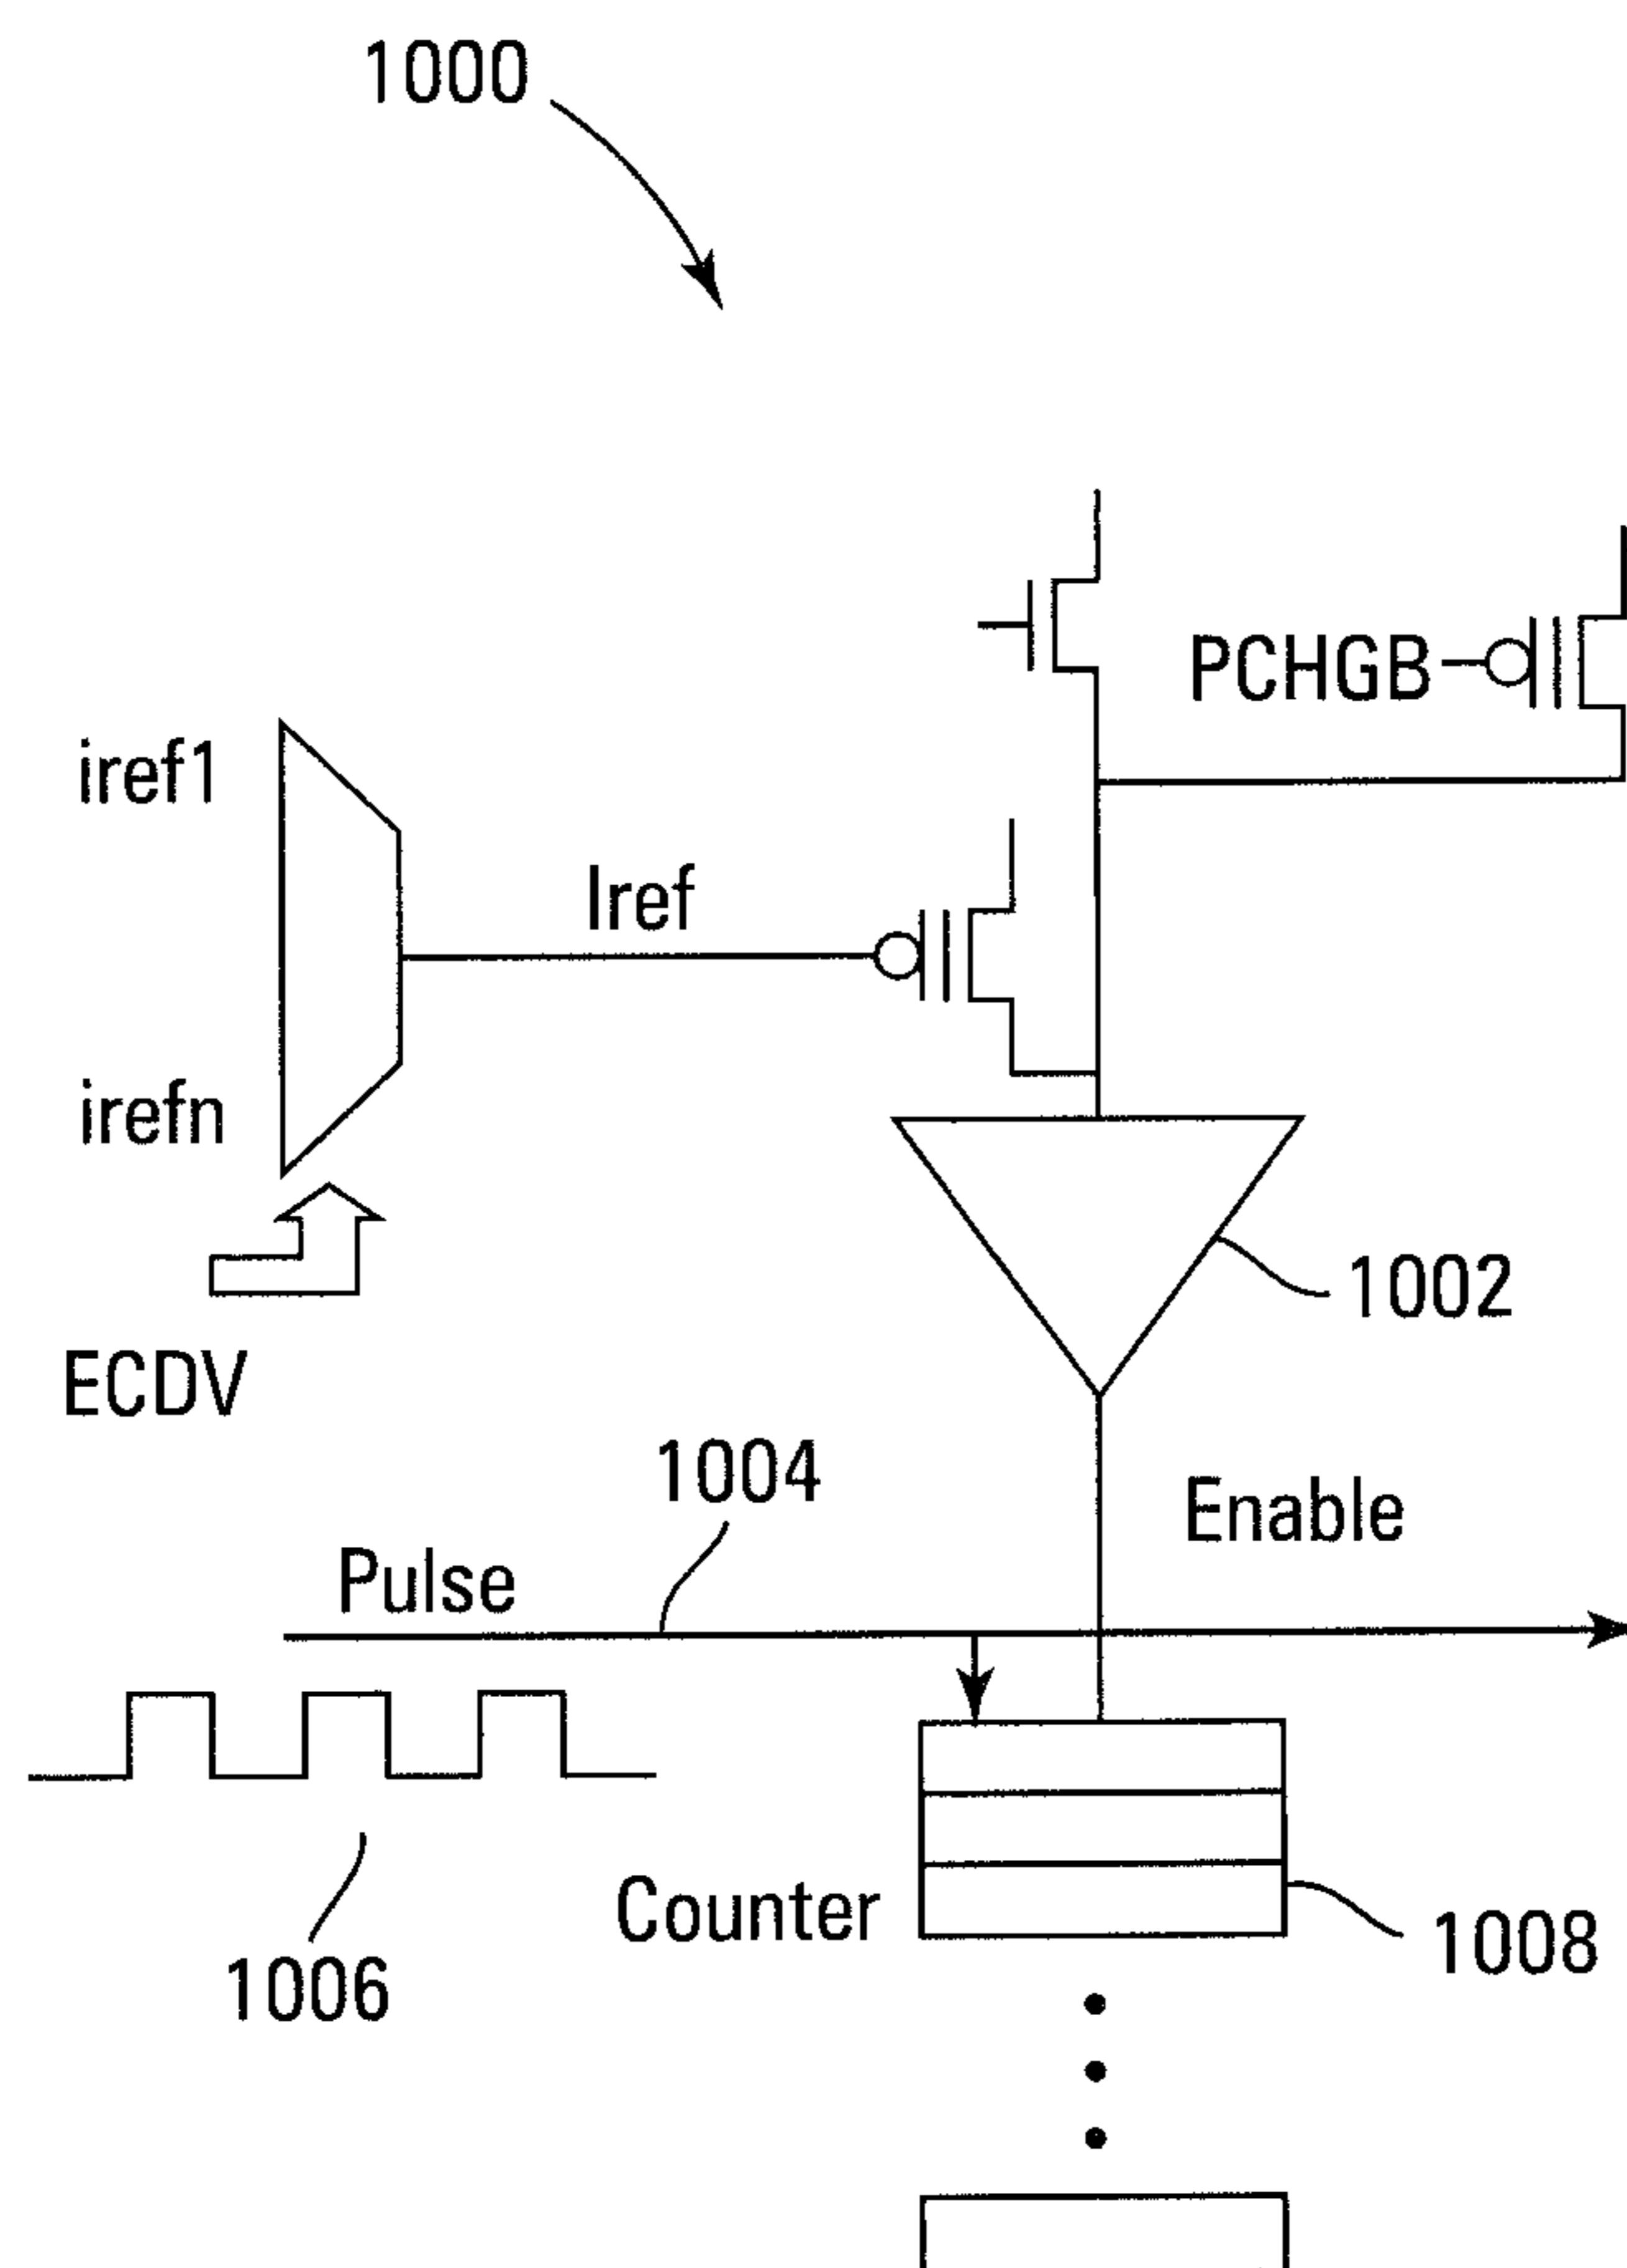 1000
PCHGB
iref1
Iref
irefn
1002
ECDV
1004
Enable
Pulse
Counter
1008
1006